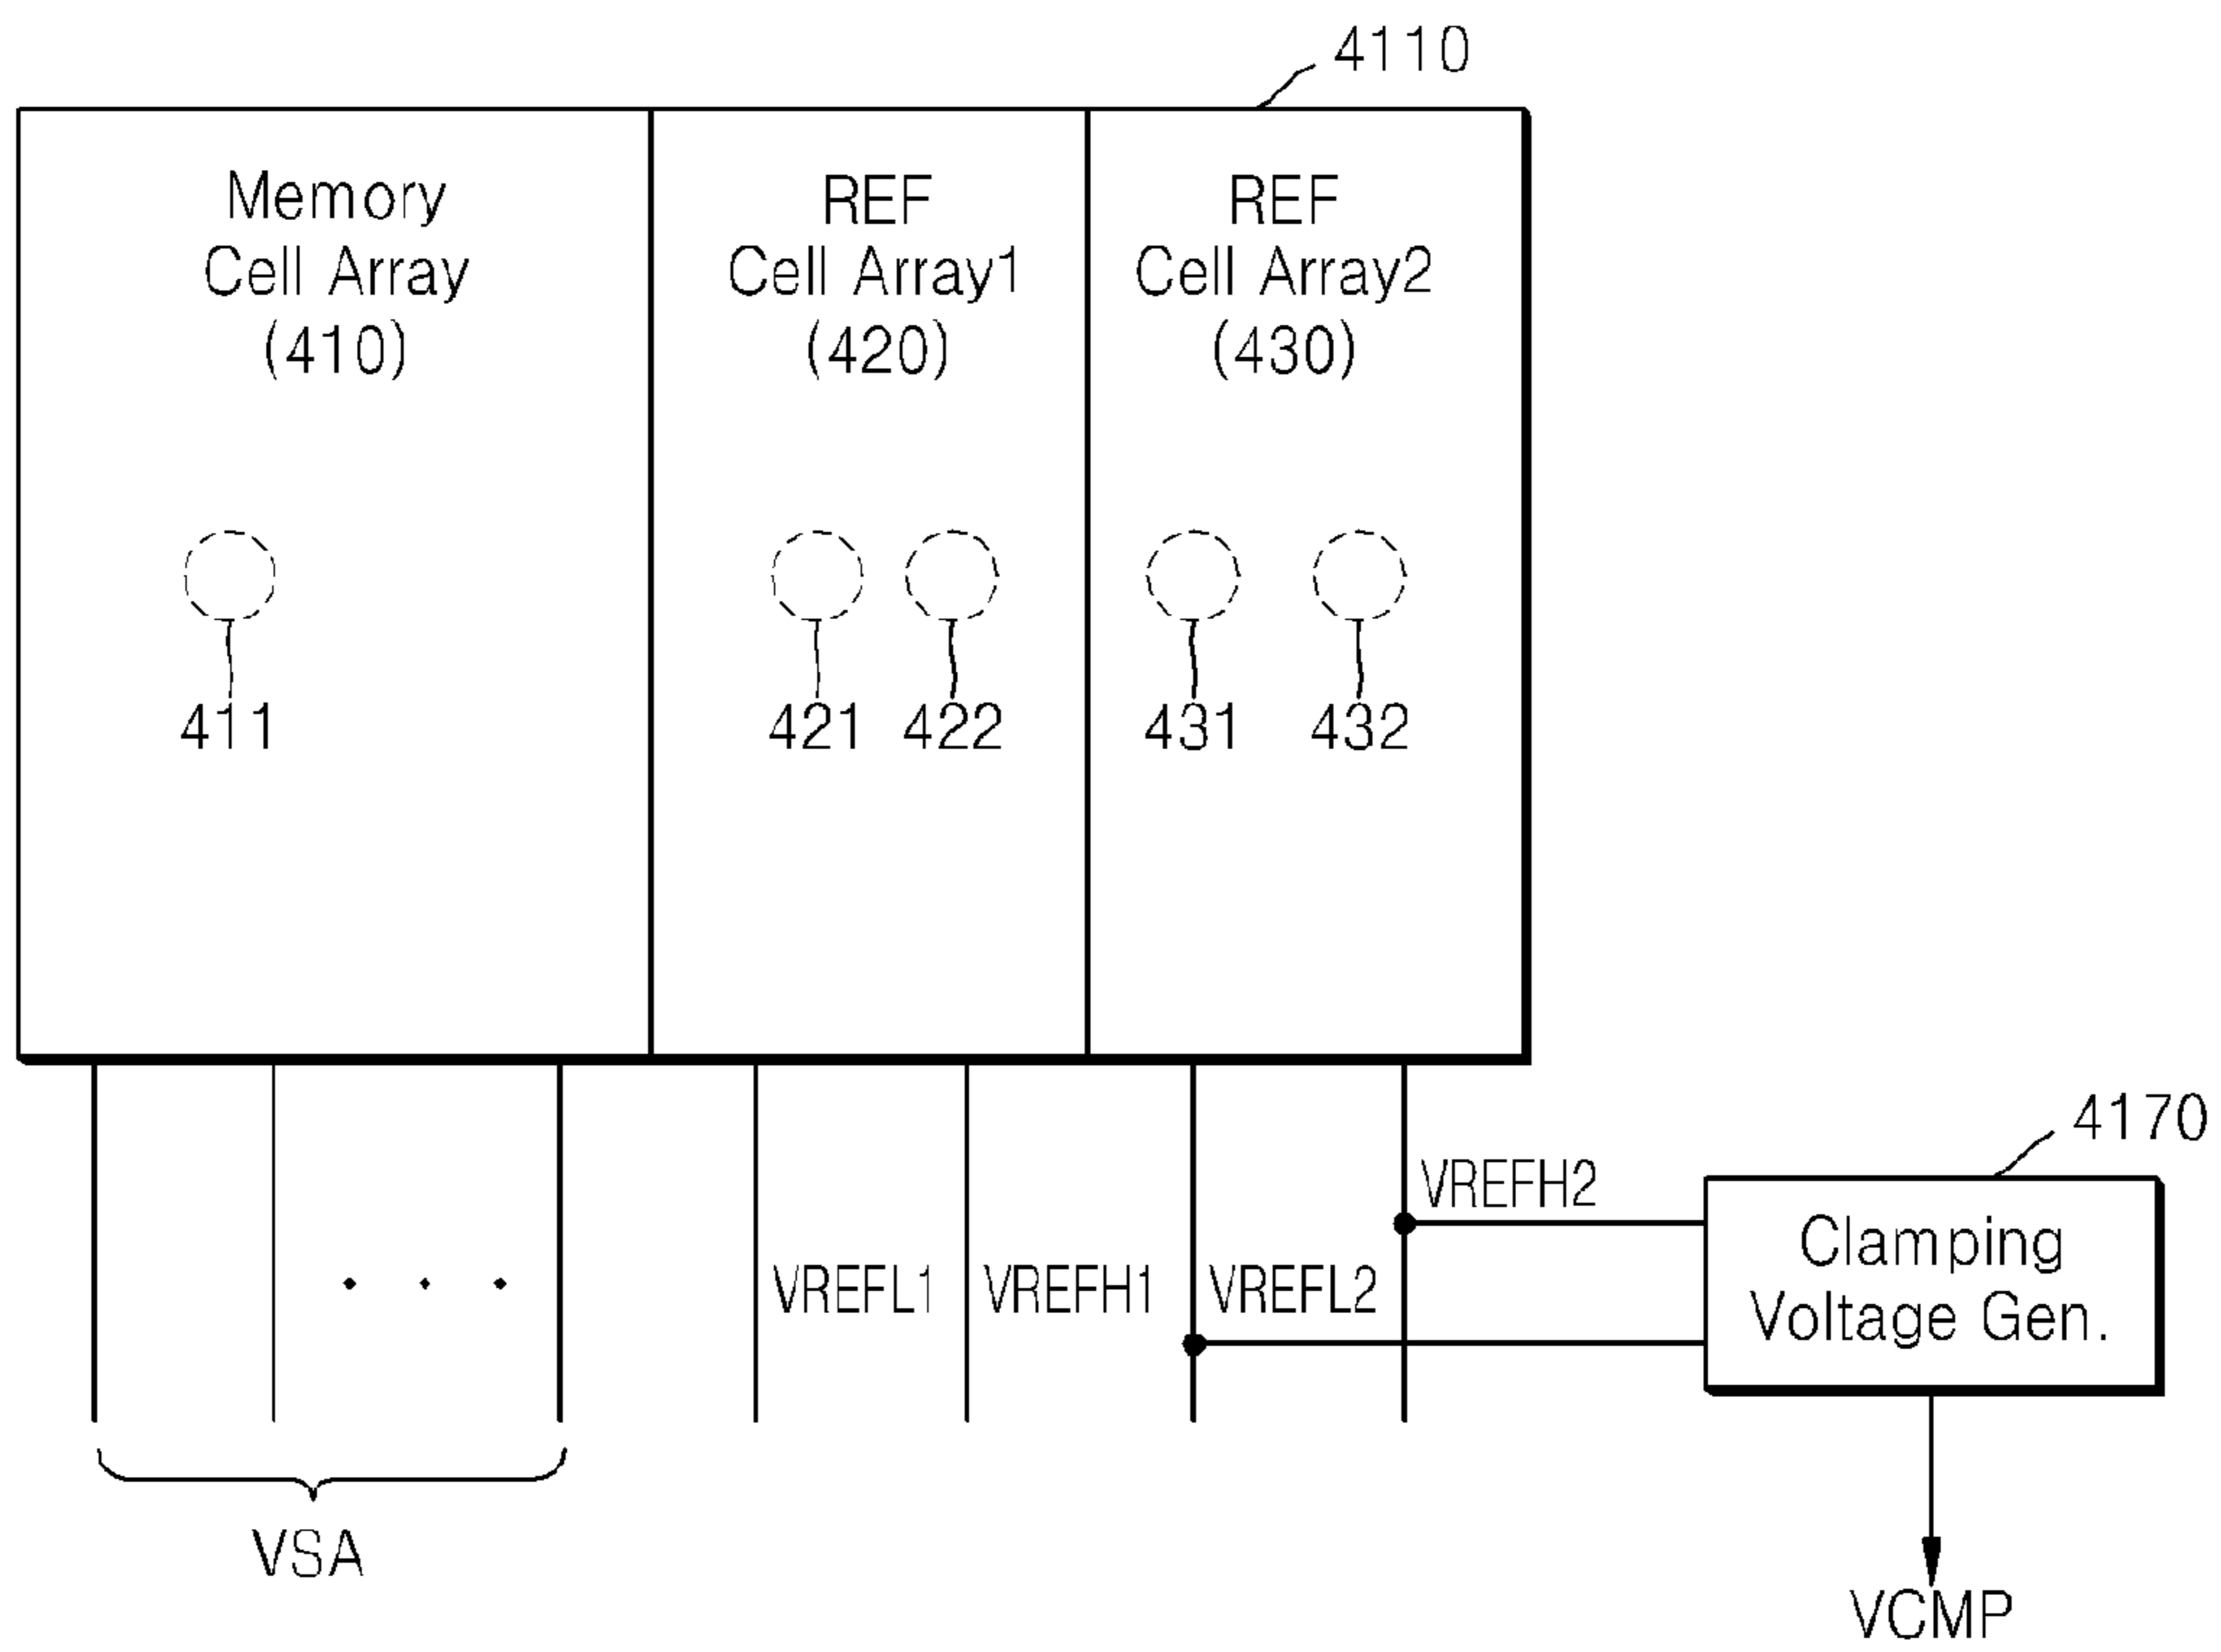 4110
Memory
Cell Array
(410)
REF
Cell Array1
(420)
REF
Cell Array2
(430)
411
421
422
431
432
4170
VREFH2
VREFL1
VREFH1
VREFL2
Clamping
Voltage Gen.
VSA
VCMP